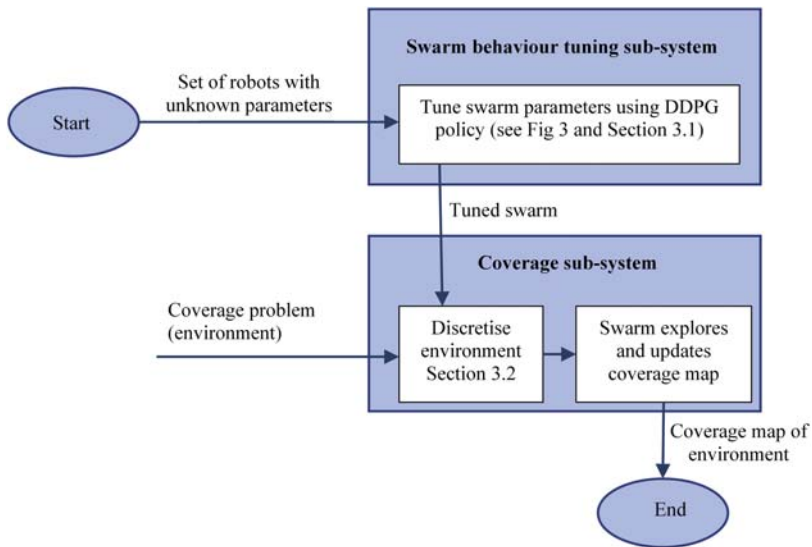 Swarm behaviour tuning sub-system
Set of robots with
unknown parameters
Start
Tune swarm parameters using DDPG
policy (see Fig 3 and Section 3.1)
Tuned swarm
Coverage sub-system
Coverage problem
(environment)
Discretise
environment
Section 3.2
Swarm explores
and updates
coverage map
Coverage map of
environment
End